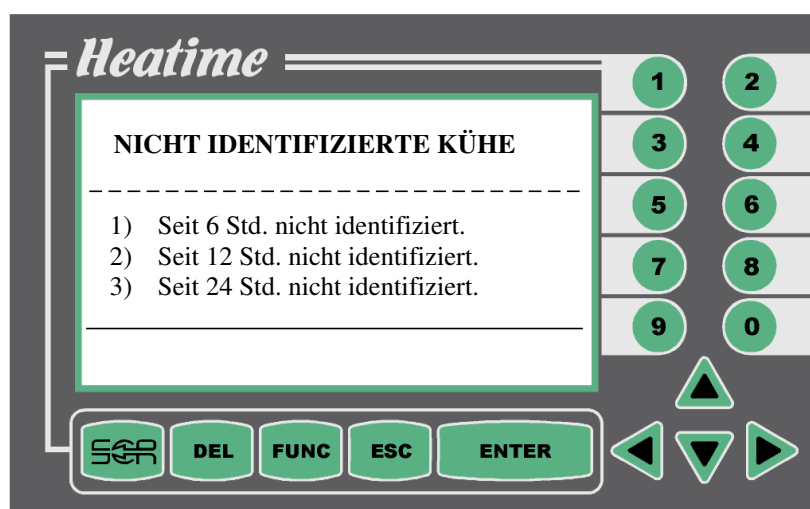 Heatime
NICHT IDENTIFIZIERTE KÜHE
1) Seit 6 Std. nicht identifiziert.
2) Seit 12 Std. nicht identifiziert.
3) Seit 24 Std. nicht identifiziert.
1 2
3 4
5 6
7 8
9 0
SCR DEL FUNC ESC ENTER